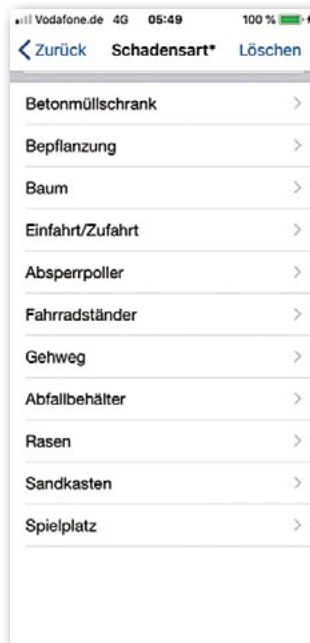 Vodafone.de 4G 05:49 100 %
Zurück Schadensart* Löschen
Betonmüllschrank
Bepflanzung
Baum
Einfahrt/Zufahrt
Absperrpoller
Fahrradständer
Gehweg
Abfallbehälter
Rasen
Sandkasten
Spielplatz